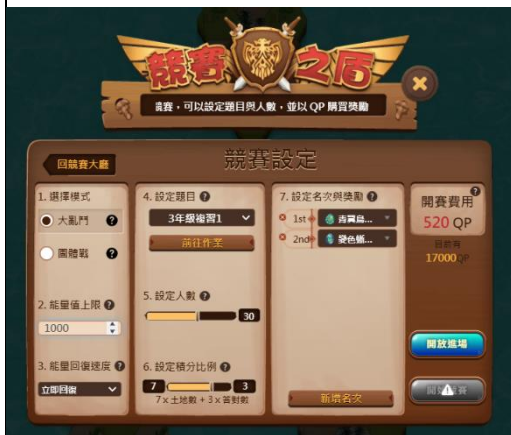 競賽之盾
競賽，可以設定題目與人數，並以 QP 購買獎勵
回競賽大廳
競賽設定
1. 選擇模式
大亂鬥 ?
團體戰 ?
2. 能量值上限 ?
1000
3. 能量回復速度 ?
立即回復
4. 設定題目 ?
3年級複習1
前往作業
5. 設定人數 ?
30
6. 設定積分比例 ?
7 3
7 x 土地數 + 3 x 答對數
7. 設定名次與獎勵 ?
1st
2nd 變色蜥...
新增名次
開賽費用 ?
520 QP
目前有
17000 QP
開放進場